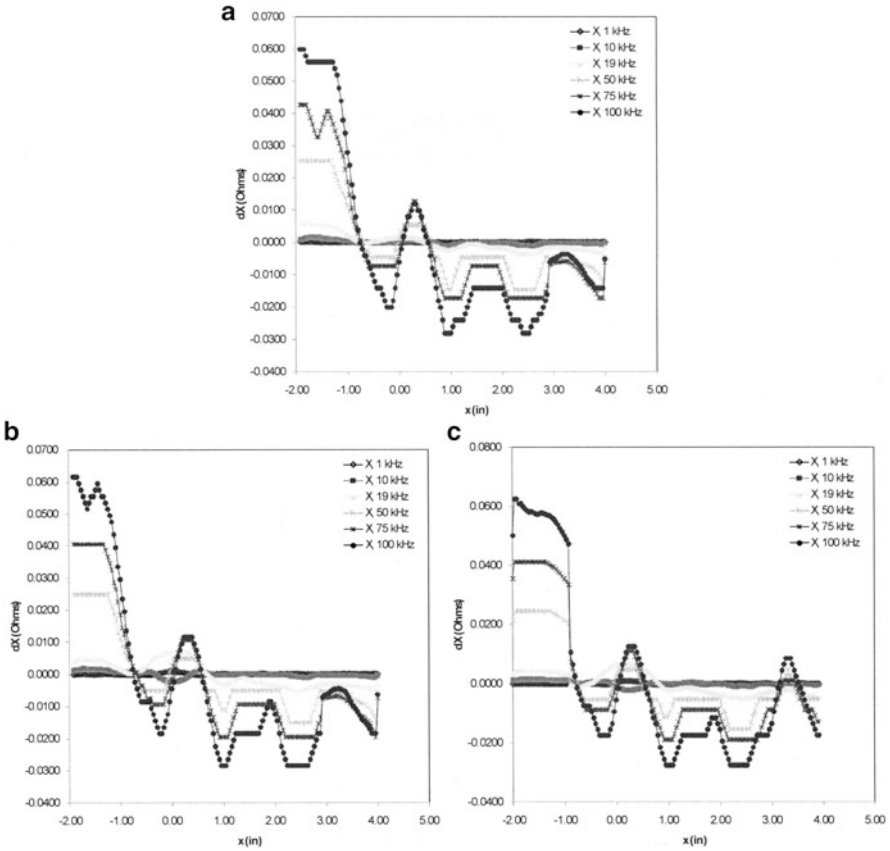 a
0.0700
0.0600
0.0500
0.0400
0.0300
0.0200
0.0100
0.0000
-0.0100
-0.0200
-0.0300
-0.0400
dX (Ohms)
-2.00 -1.00 0.00 1.00 2.00 3.00 4.00 5.00
x(in)
X, 1 kHz
X, 10 kHz
X, 19 kHz
X, 50 kHz
X, 75 kHz
X, 100 kHz
b
0.0700
0.0600
0.0500
0.0400
0.0300
0.0200
0.0100
0.0000
-0.0100
-0.0200
-0.0300
-0.0400
dX (Ohms)
-2.00 -1.00 0.00 1.00 2.00 3.00 4.00 5.00
x(in)
X, 1 kHz
X, 10 kHz
X, 19 kHz
X, 50 kHz
X, 75 kHz
X, 100 kHz
c
0.0800
0.0600
0.0400
0.0200
0.0000
-0.0200
-0.0400
dX (Ohms)
-2.00 -1.00 0.00 1.00 2.00 3.00 4.00 5.00
x(in)
X, 1 kHz
X, 10 kHz
X, 19 kHz
X, 50 kHz
X, 75 kHz
X, 100 kHz